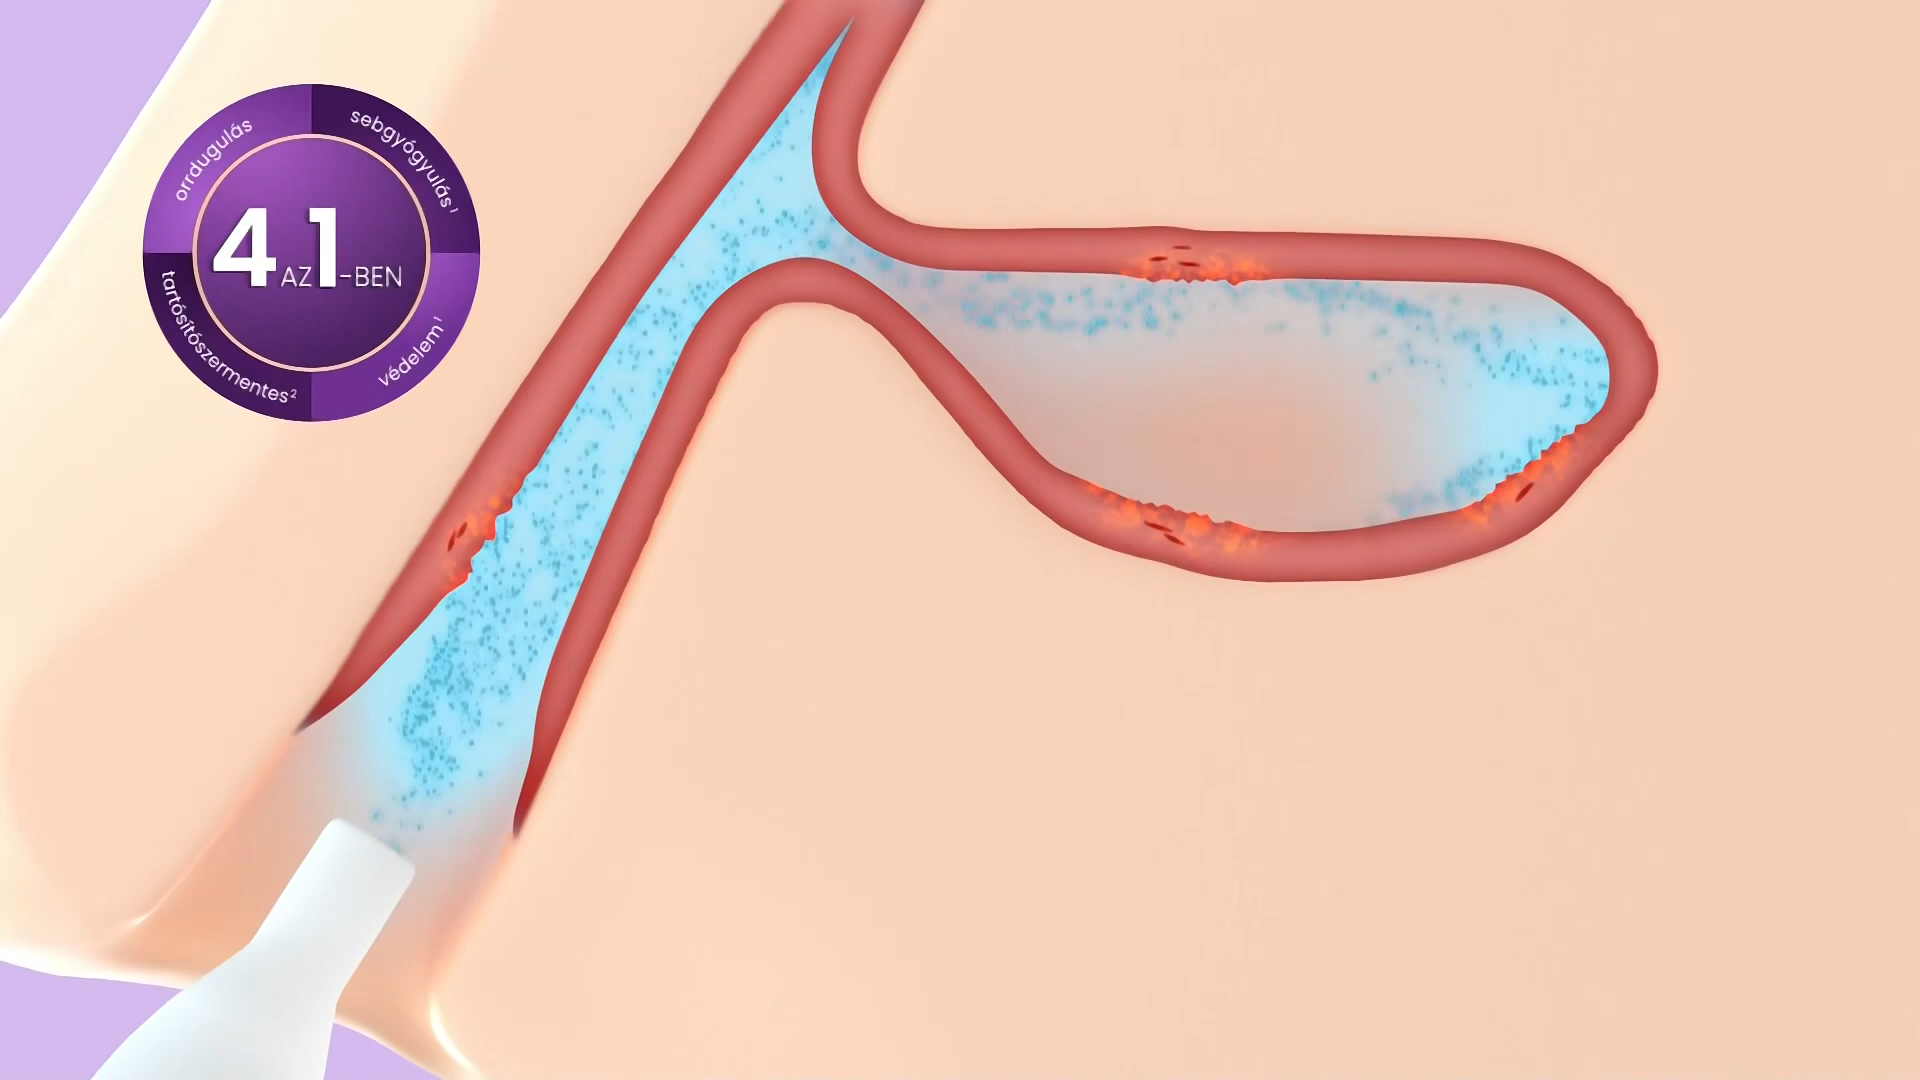 orrdugulás
sebgyógyulás¹
4 AZ 1-BEN
tartósítószermentes²
védelem¹